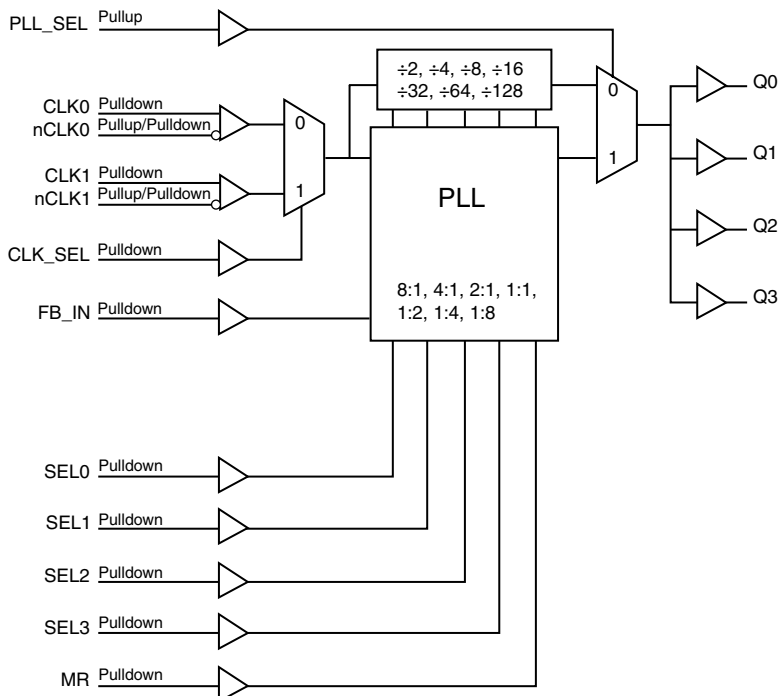 PLL_SEL Pullup
÷2, ÷4, ÷8, ÷16
÷32, ÷64, ÷128
0
1
Q0
Q1
Q2
Q3
CLK0 Pulldown
nCLK0 Pullup/Pulldown
0
CLK1 Pulldown
nCLK1 Pullup/Pulldown
1
PLL
CLK_SEL Pulldown
8:1, 4:1, 2:1, 1:1,
1:2, 1:4, 1:8
FB_IN Pulldown
SEL0 Pulldown
SEL1 Pulldown
SEL2 Pulldown
SEL3 Pulldown
MR Pulldown